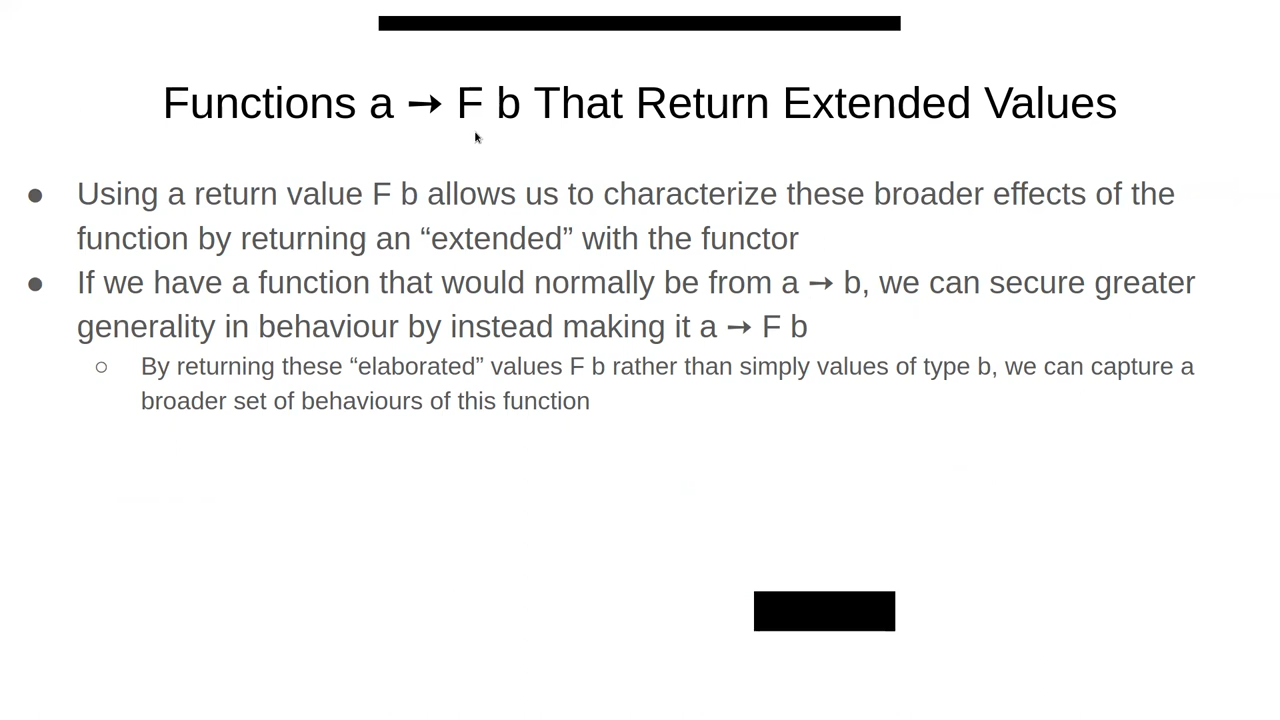 Functions a → F b That Return Extended Values
● Using a return value F b allows us to characterize these broader effects of the
function by returning an “extended” with the functor
● If we have a function that would normally be from a → b, we can secure greater
generality in behaviour by instead making it a → F b
○ By returning these “elaborated” values F b rather than simply values of type b, we can capture a
broader set of behaviours of this function